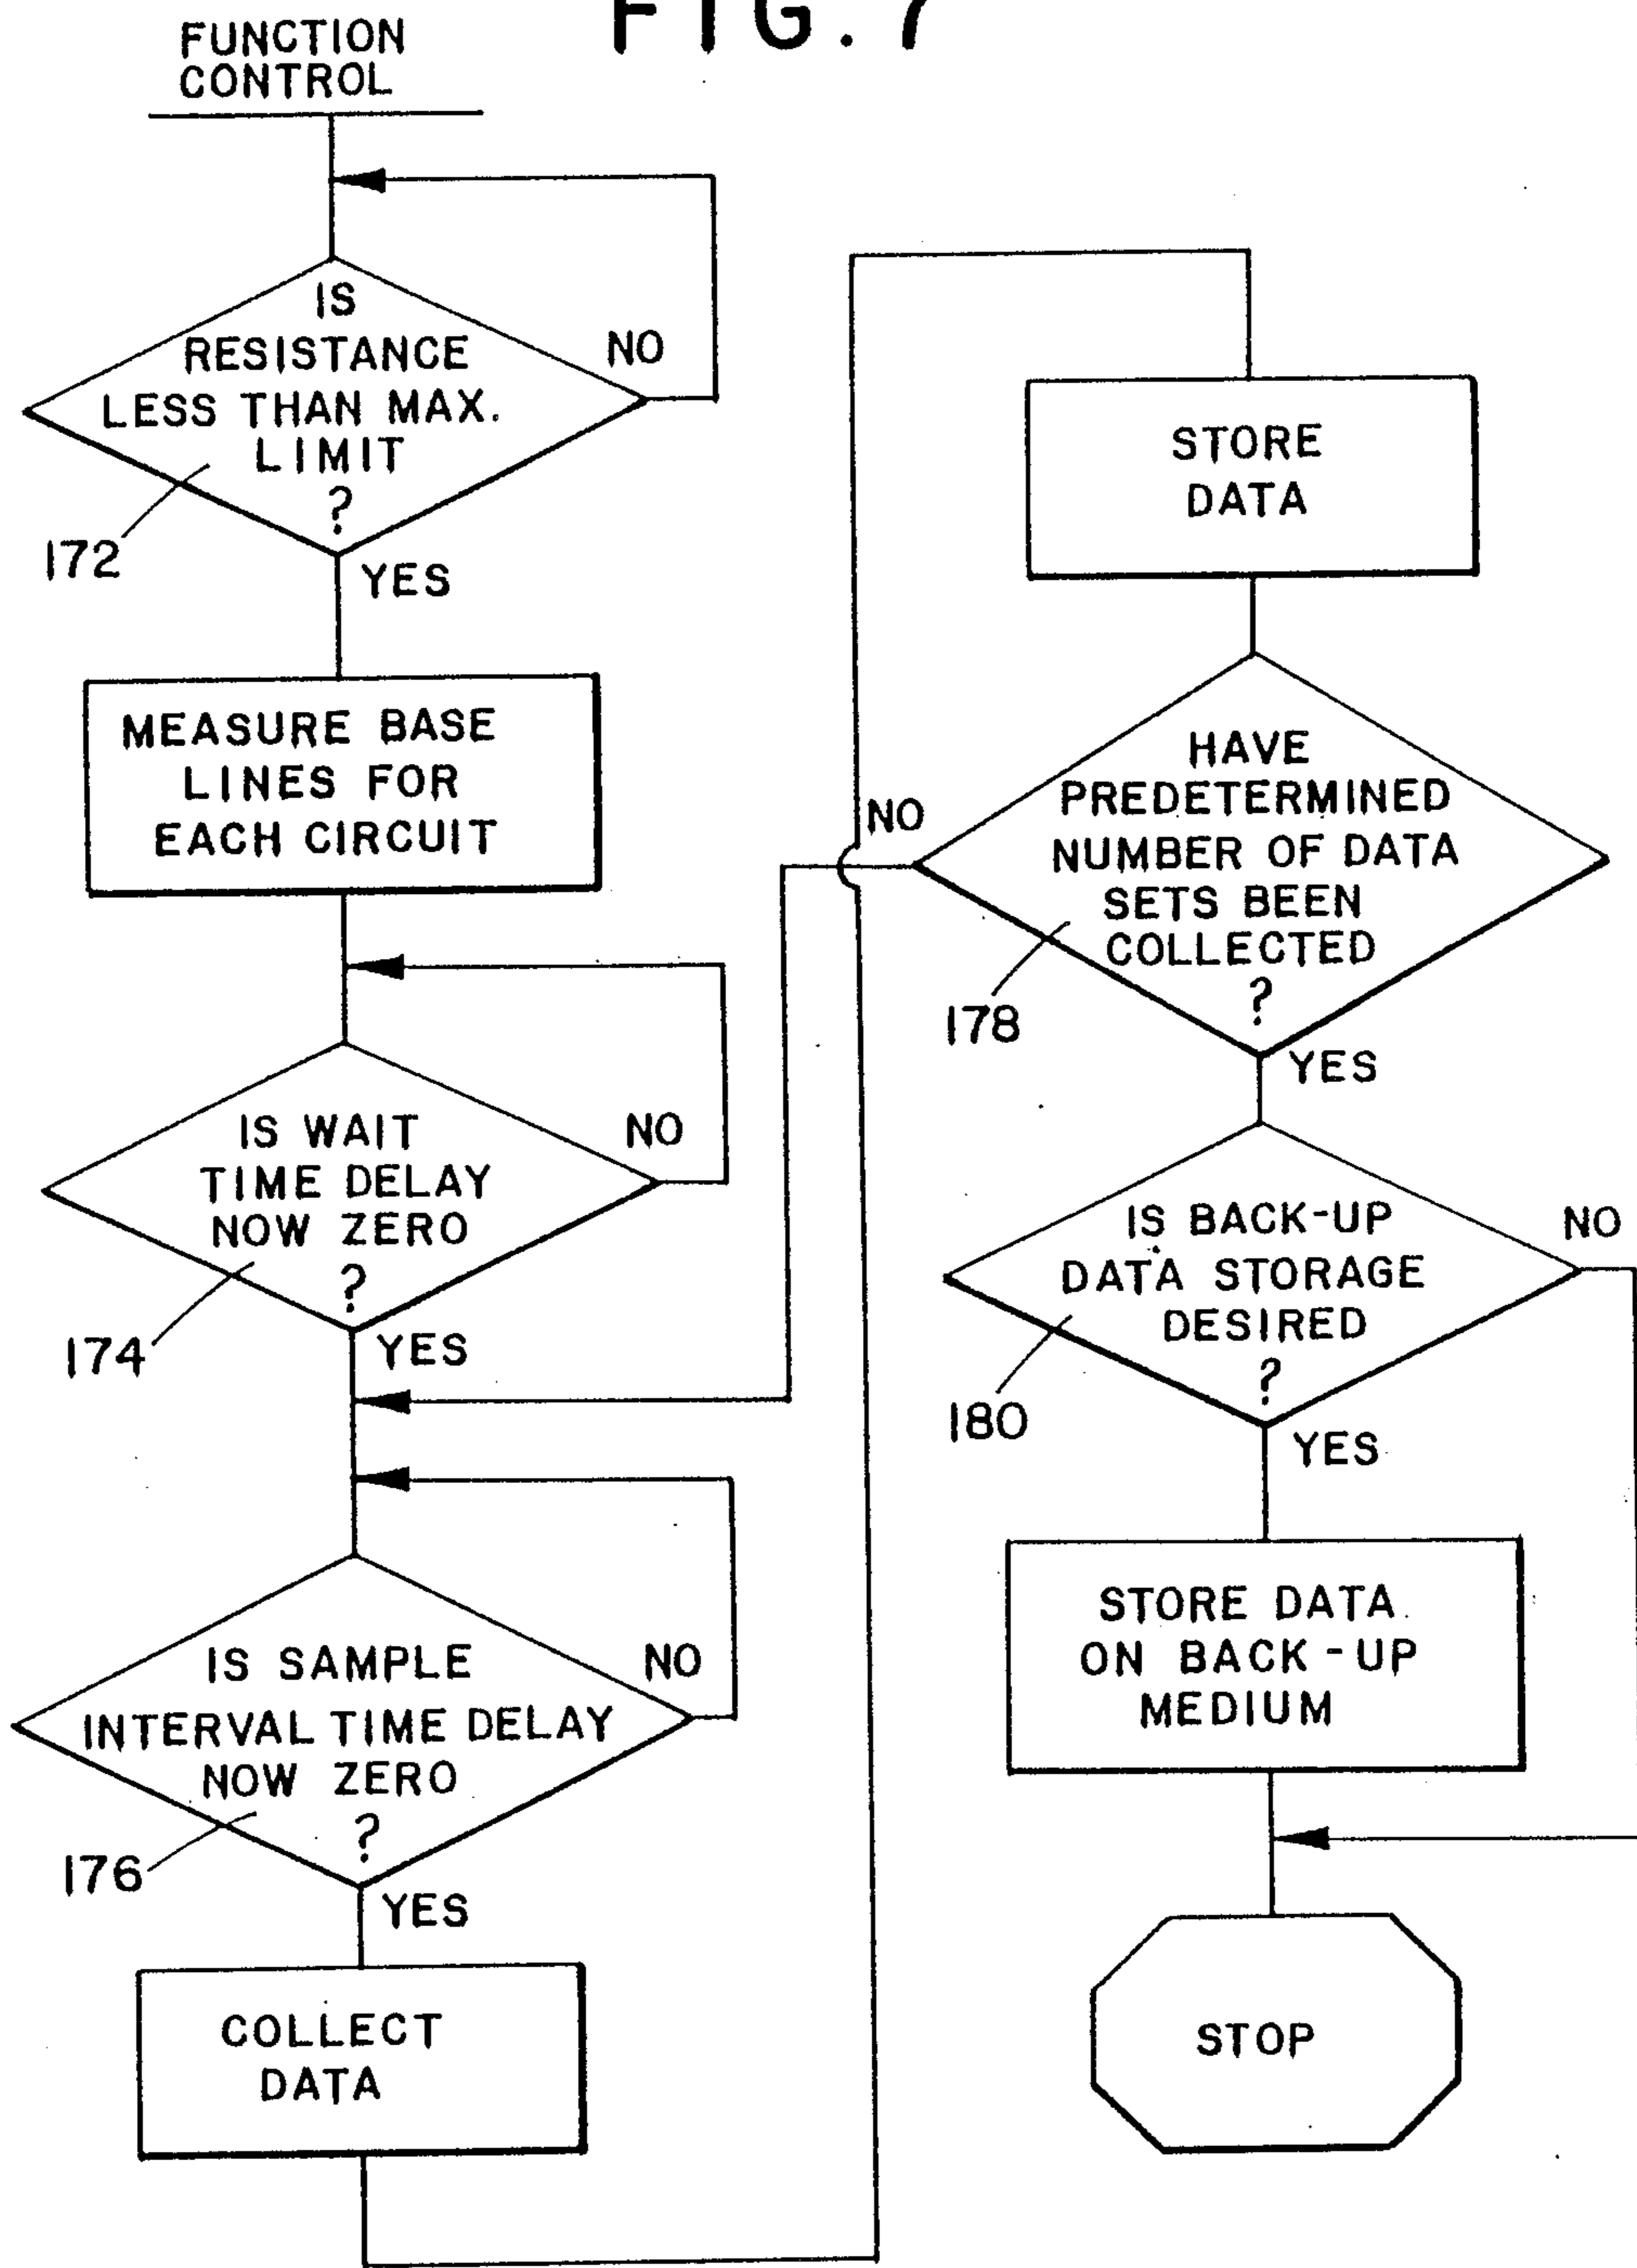 FIG. 7
FUNCTION
CONTROL
IS
RESISTANCE
LESS THAN MAX.
LIMIT
?
NO
172
YES
MEASURE BASE
LINES FOR
EACH CIRCUIT
IS WAIT
TIME DELAY
NOW ZERO
?
NO
174
YES
IS SAMPLE
INTERVAL TIME DELAY
NOW ZERO
?
NO
176
YES
COLLECT
DATA
STORE
DATA
HAVE
PREDETERMINED
NUMBER OF DATA
SETS BEEN
COLLECTED
?
NO
178
YES
IS BACK-UP
DATA STORAGE
DESIRED
?
NO
180
YES
STORE DATA
ON BACK-UP
MEDIUM
STOP